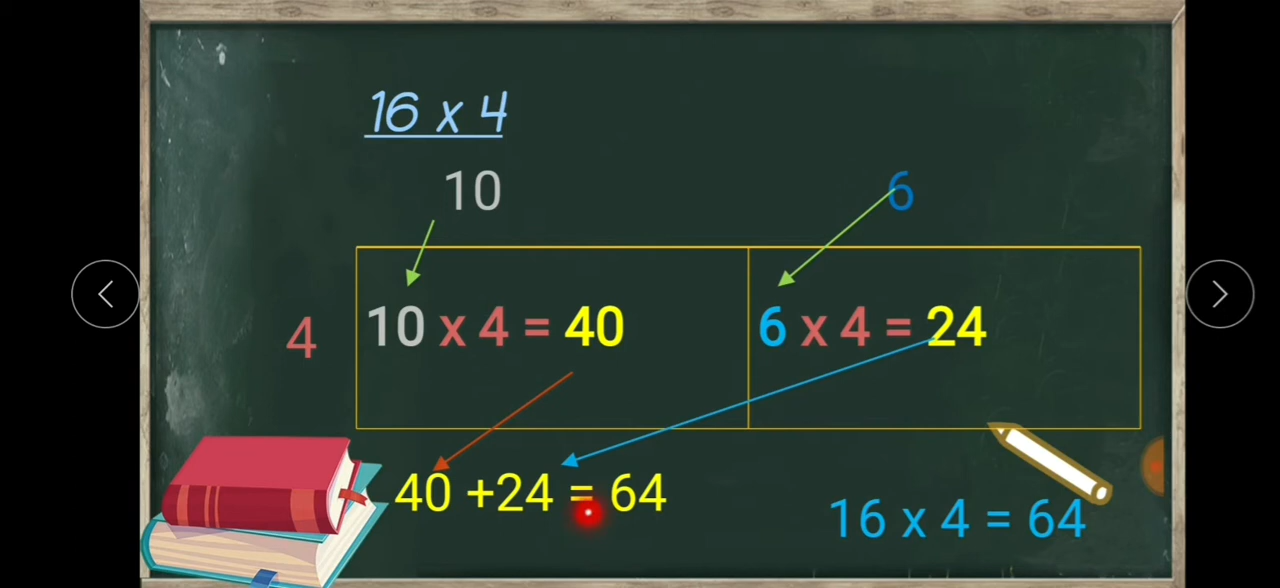 16 x 4
10 6
4 10 x 4 = 40 6 x 4 = 24
40 +24 = 64
16 x 4 = 64